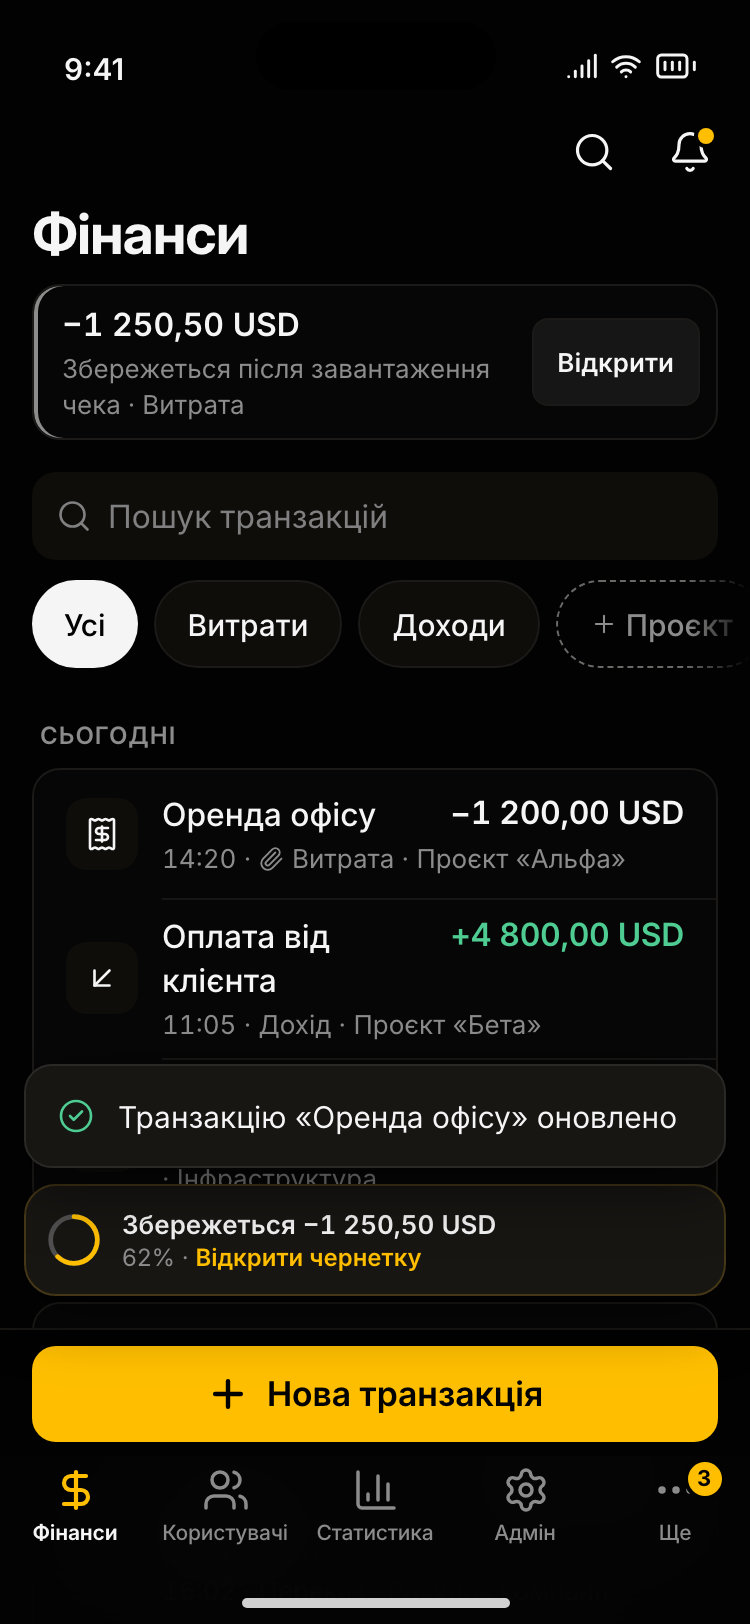 9:41
Фінанси
−1 250,50 USD
Збережеться після завантаження
чека · Витрата
Відкрити
Пошук транзакцій
Усі
Витрати
Доходи
+ Проєкт
СЬОГОДНІ
Оренда офісу
−1 200,00 USD
14:20 · Витрата · Проєкт «Альфа»
Оплата від
клієнта
+4 800,00 USD
11:05 · Дохід · Проєкт «Бета»
Транзакцію «Оренда офісу» оновлено
· Інфраструктура
Збережеться −1 250,50 USD
62% · Відкрити чернетку
+ Нова транзакція
Фінанси
Користувачі
Статистика
Адмін
3
Ще